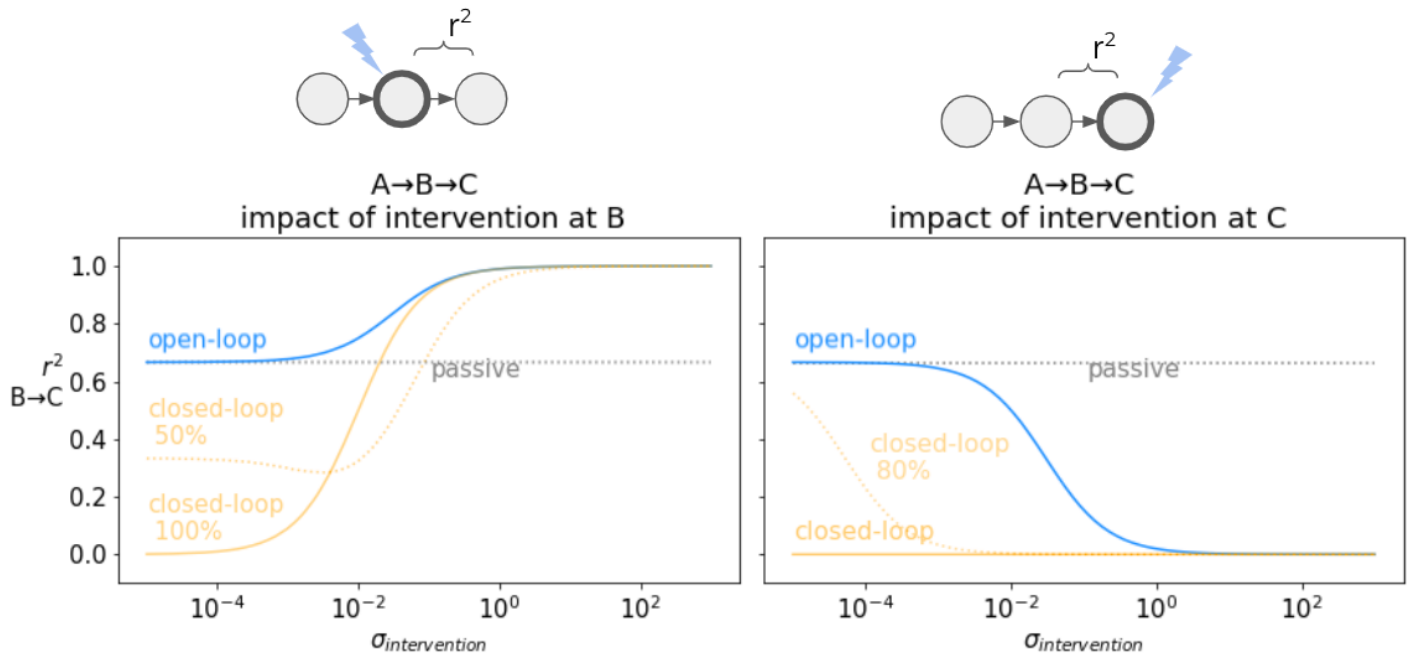 r²
r²
A→B→C
impact of intervention at B
A→B→C
impact of intervention at C
1.0
0.8
0.6
0.4
0.2
0.0
r²
B→C
open-loop
passive
closed-loop
50%
closed-loop
100%
10⁻⁴
10⁻²
10⁰
10²
σintervention
open-loop
passive
closed-loop
80%
closed-loop
10⁻⁴
10⁻²
10⁰
10²
σintervention